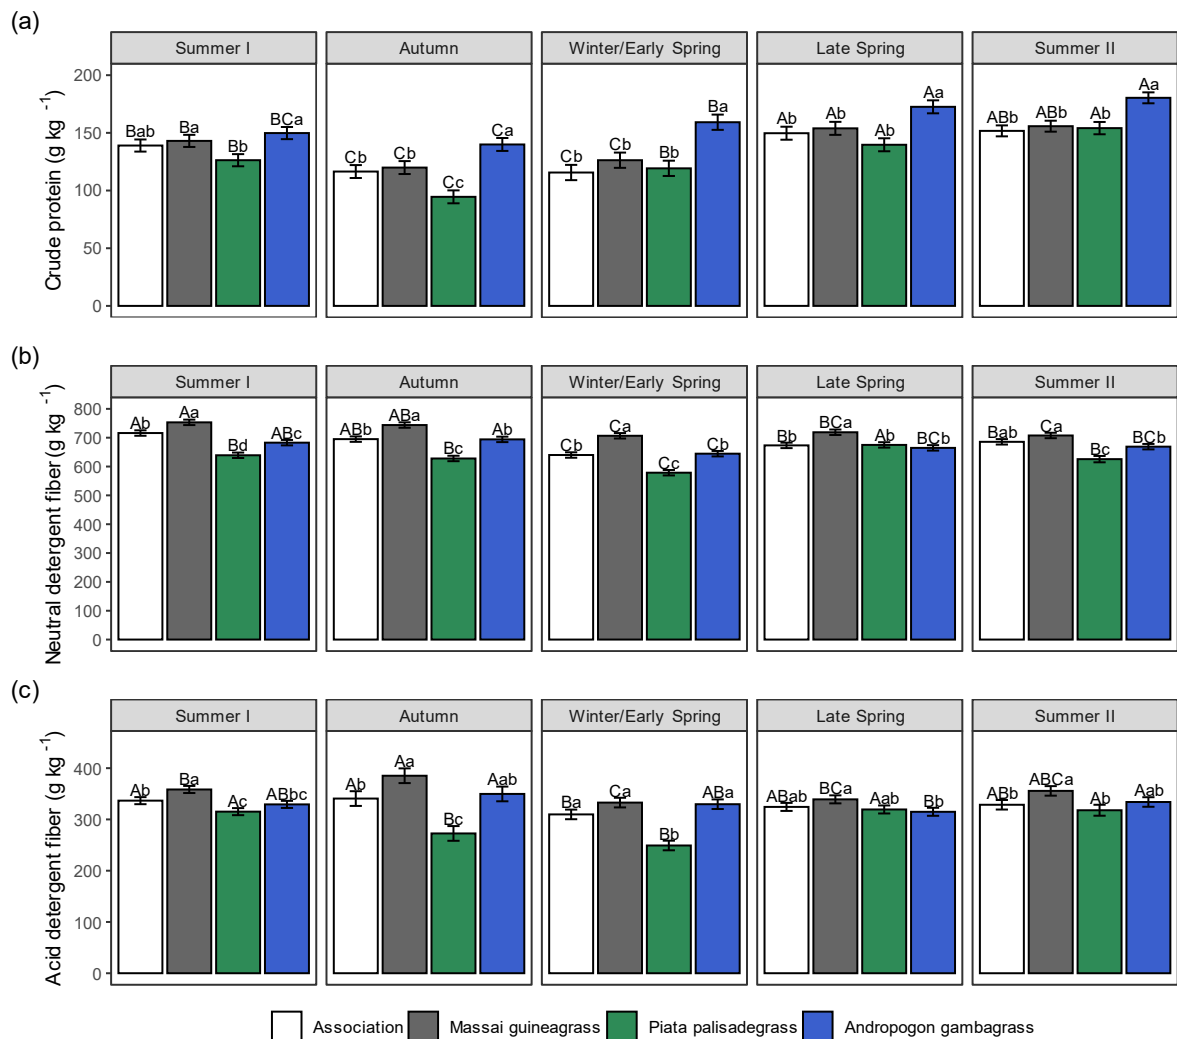 (a)
Summer I Autumn Winter/Early Spring Late Spring Summer II
Crude protein (g kg⁻¹)
200
150
100
50
0
Bab Ba Bb BCa Cb Cb Cc Ca Cb Cb Bb Ba Ab Ab Ab Aa ABb ABb Ab Aa
(b)
Summer I Autumn Winter/Early Spring Late Spring Summer II
Neutral detergent fiber (g kg⁻¹)
800
700
600
500
400
300
200
100
0
Ab Aa Bd ABc ABb ABa Bc Ab Cb Ca Cc Cb Bb BCa Ab BCb Bab Ca Bc BCb
(c)
Summer I Autumn Winter/Early Spring Late Spring Summer II
Acid detergent fiber (g kg⁻¹)
400
300
200
100
0
Ab Ba Ac ABbc Ab Aa Bc Aab Ba Ca Bb ABa ABab BCa Aab Bb ABb ABCa Ab Aab
Association Massai guineagrass Piata palisadegrass Andropogon gambagrass